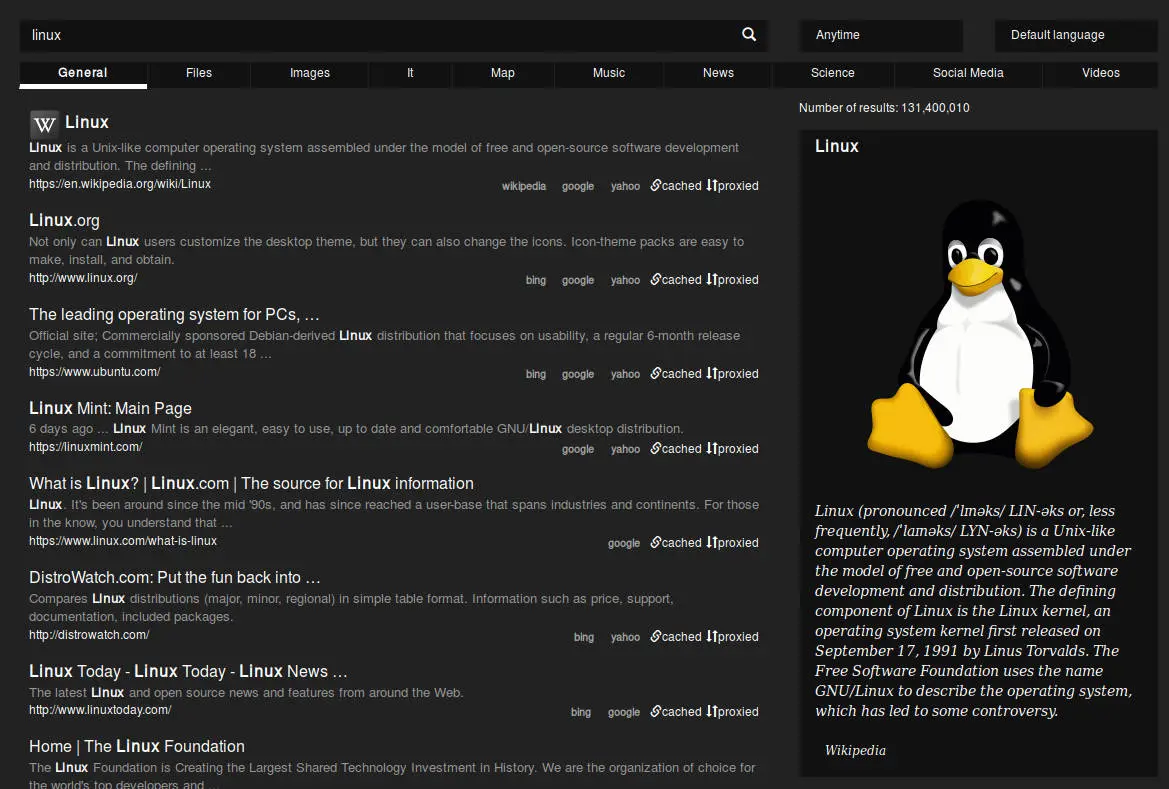 linux
Anytime
Default language
General
Files
Images
It
Map
Music
News
Science
Social Media
Videos
W Linux
Linux is a Unix-like computer operating system assembled under the model of free and open-source software development
and distribution. The defining ...
https://en.wikipedia.org/wiki/Linux
wikipedia google yahoo cached proxied
Linux.org
Not only can Linux users customize the desktop theme, but they can also change the icons. Icon-theme packs are easy to
make, install, and obtain.
http://www.linux.org/
bing google yahoo cached proxied
The leading operating system for PCs, …
Official site; Commercially sponsored Debian-derived Linux distribution that focuses on usability, a regular 6-month release
cycle, and a commitment to at least 18 ...
https://www.ubuntu.com/
bing google yahoo cached proxied
Linux Mint: Main Page
6 days ago ... Linux Mint is an elegant, easy to use, up to date and comfortable GNU/Linux desktop distribution.
https://linuxmint.com/
google yahoo cached proxied
What is Linux? | Linux.com | The source for Linux information
Linux. It's been around since the mid '90s, and has since reached a user-base that spans industries and continents. For those
in the know, you understand that ...
https://www.linux.com/what-is-linux
google cached proxied
DistroWatch.com: Put the fun back into …
Compares Linux distributions (major, minor, regional) in simple table format. Information such as price, support,
documentation, included packages.
http://distrowatch.com/
bing yahoo cached proxied
Linux Today - Linux Today - Linux News …
The latest Linux and open source news and features from around the Web.
http://www.linuxtoday.com/
bing google cached proxied
Home | The Linux Foundation
The Linux Foundation is Creating the Largest Shared Technology Investment in History. We are the organization of choice for
the world's top developers and ...
Number of results: 131,400,010
Linux
Linux (pronounced /ˈlɪnəks/ LIN-əks or, less
frequently, /ˈlaɪnəks/ LYN-əks) is a Unix-like
computer operating system assembled under
the model of free and open-source software
development and distribution. The defining
component of Linux is the Linux kernel, an
operating system kernel first released on
September 17, 1991 by Linus Torvalds. The
Free Software Foundation uses the name
GNU/Linux to describe the operating system,
which has led to some controversy.
Wikipedia